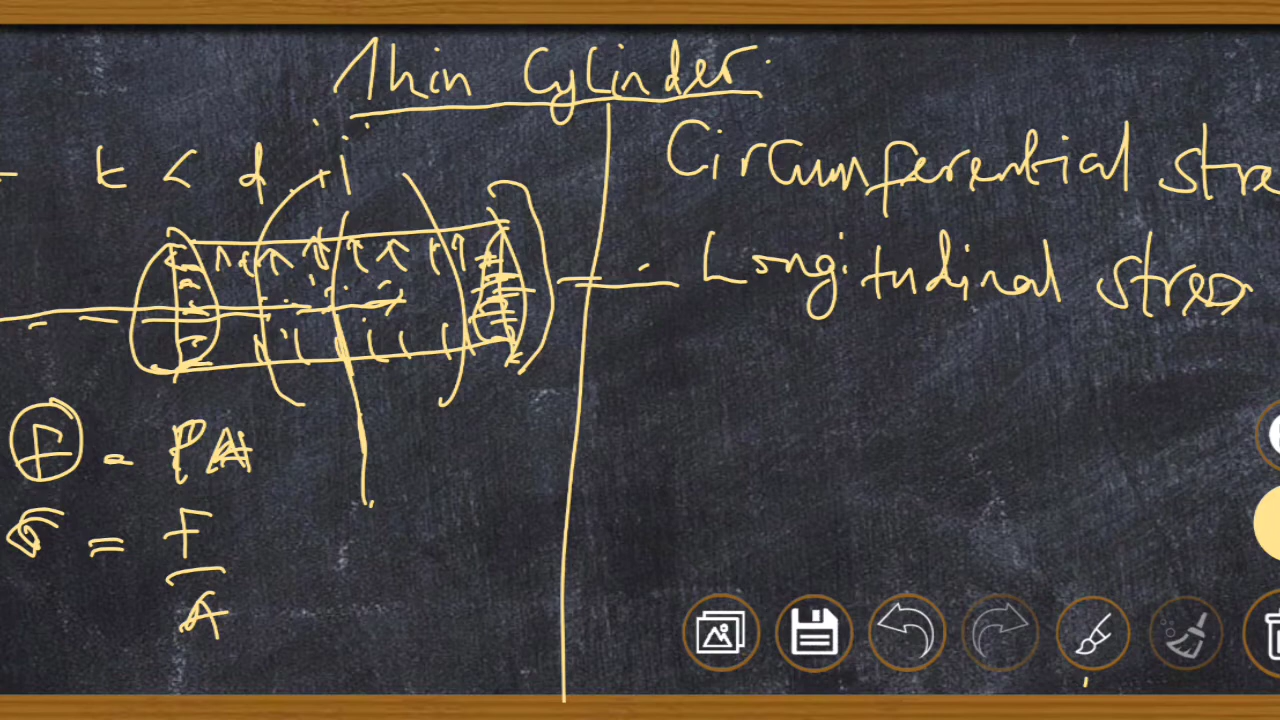 Thin Cylinder.
- t < d
F = PA
σ = F
A
Circumferential stre
- Longitudinal stress